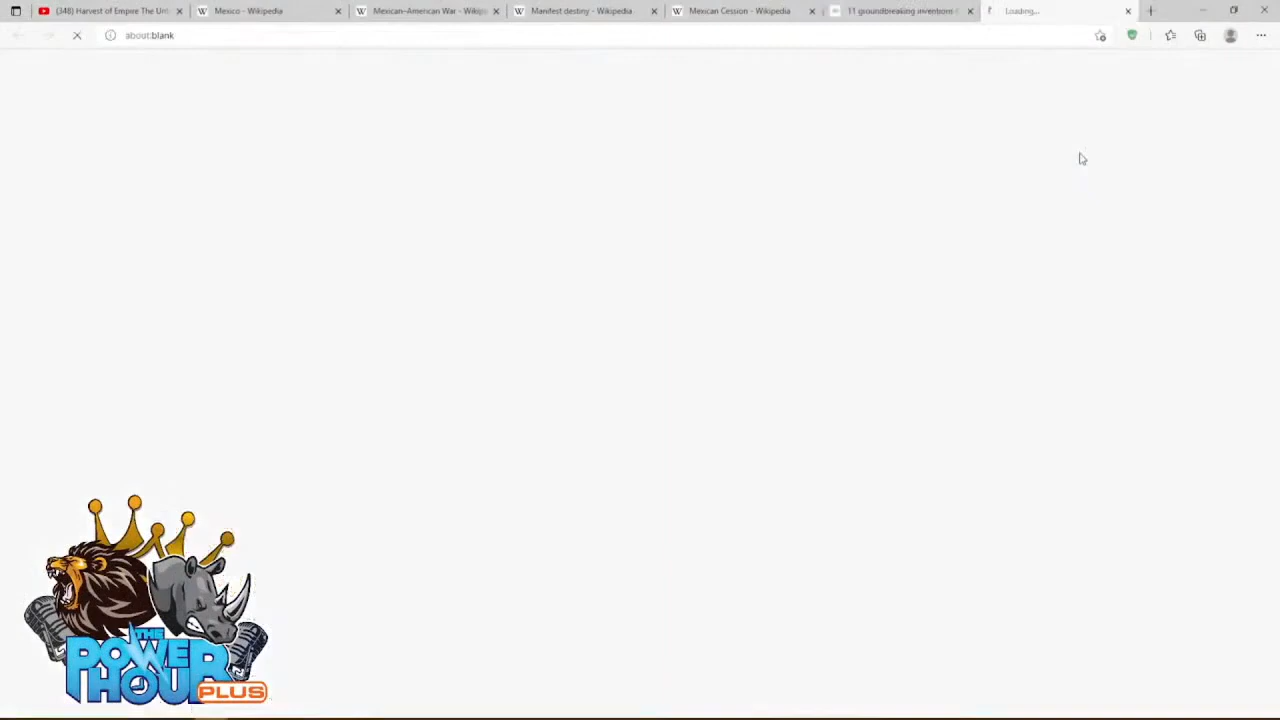 (348) Harvest of Empire The Unt
Mexico - Wikipedia
Mexican–American War - Wikip
Manifest destiny - Wikipedia
Mexican Cession - Wikipedia
11 groundbreaking inventions
Loading...
about:blank
THE
POWER
HOUR
PLUS